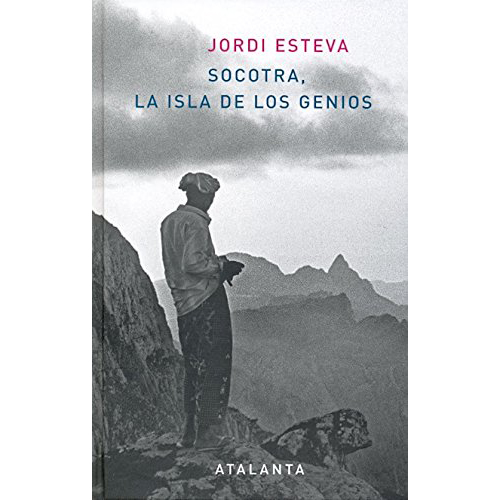 JORDI ESTEVA
SOCOTRA,
LA ISLA DE LOS GENIOS
ATALANTA